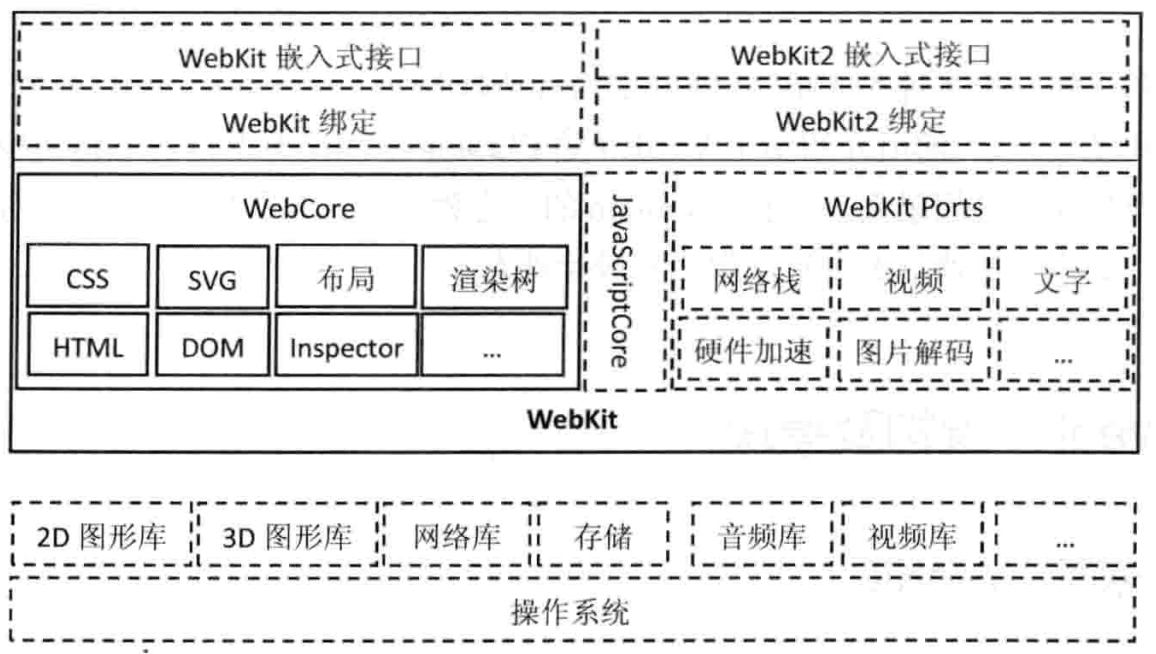 WebKit 嵌入式接口
WebKit2 嵌入式接口
WebKit 绑定
WebKit2 绑定
WebCore
CSS
SVG
布局
渲染树
HTML
DOM
Inspector
...
JavaScriptCore
WebKit Ports
网络栈
视频
文字
硬件加速
图片解码
...
WebKit
2D 图形库
3D 图形库
网络库
存储
音频库
视频库
...
操作系统